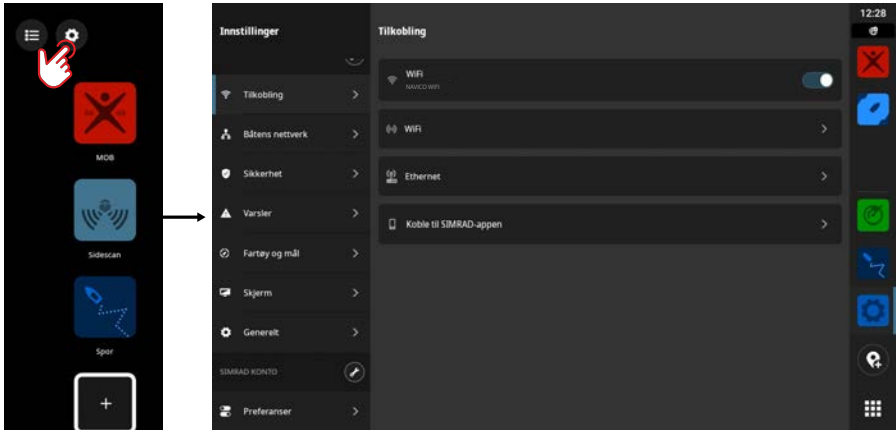 MOB
Sidescan
Spor
Innstillinger
Tilkobling
Båtens nettverk
Sikkerhet
Varsler
Fartøy og mål
Skjerm
Generelt
SIMRAD KONTO
Preferanser
Tilkobling
WiFi
NAVICO WIFI
WiFi
Ethernet
Koble til SIMRAD-appen
12:28